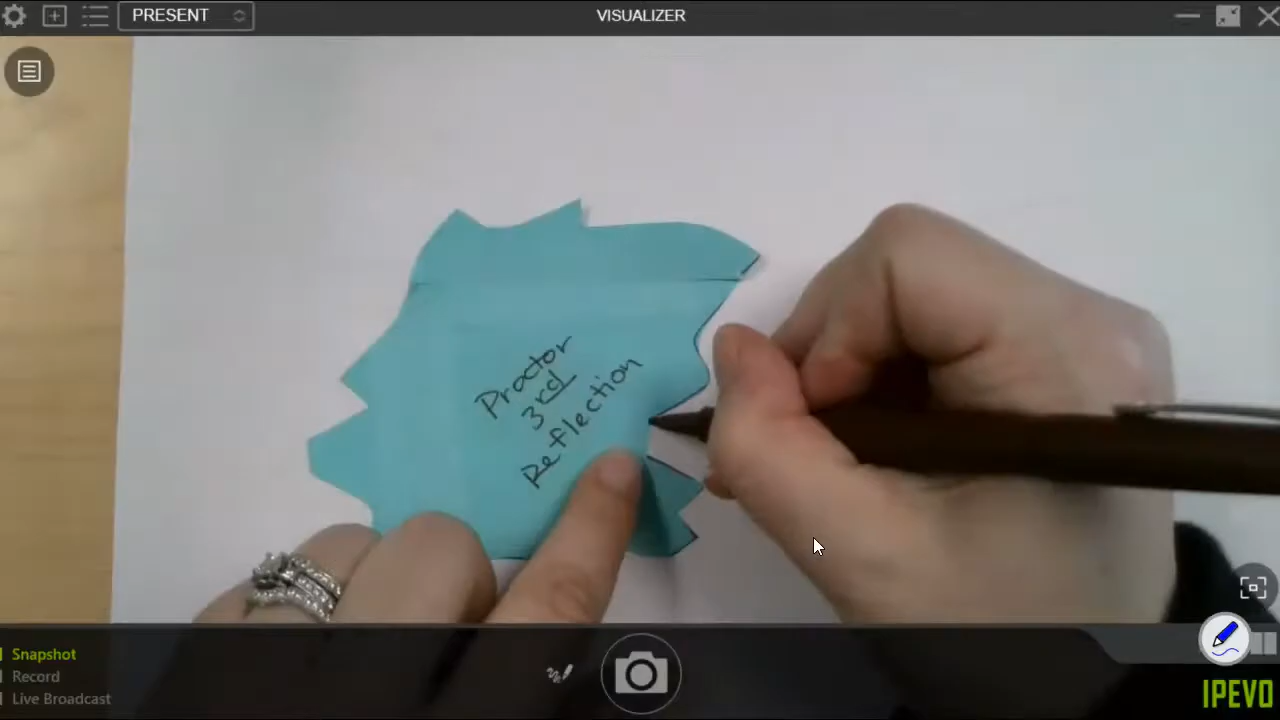 PRESENT
VISUALIZER
Proctor
3rd
Reflection
Snapshot
Record
Live Broadcast
IPEVO